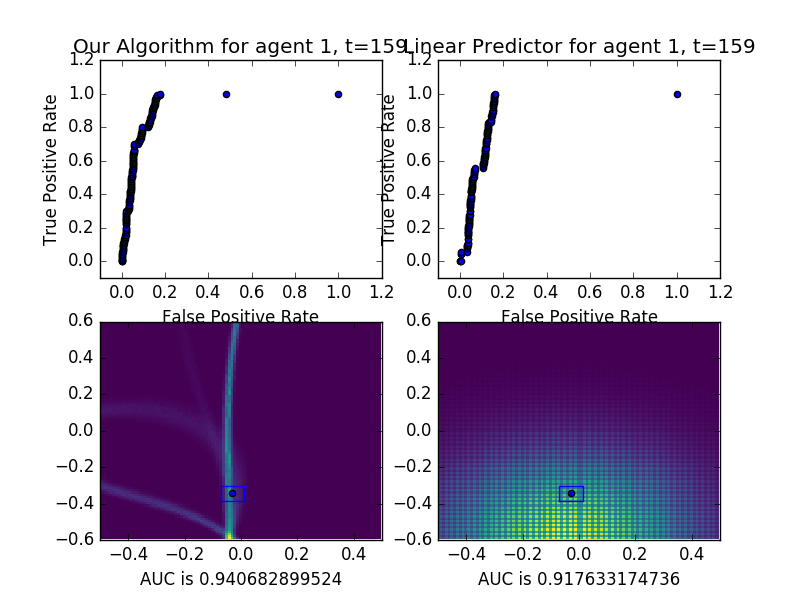 Our Algorithm for agent 1, t=159
Linear Predictor for agent 1, t=159
1.2
1.0
0.8
0.6
0.4
0.2
0.0
True Positive Rate
0.0 0.2 0.4 0.6 0.8 1.0 1.2
False Positive Rate
1.2
1.0
0.8
0.6
0.4
0.2
0.0
True Positive Rate
0.0 0.2 0.4 0.6 0.8 1.0 1.2
False Positive Rate
0.6
0.4
0.2
0.0
−0.2
−0.4
−0.6
−0.4 −0.2 0.0 0.2 0.4
AUC is 0.940682899524
0.6
0.4
0.2
0.0
−0.2
−0.4
−0.6
−0.4 −0.2 0.0 0.2 0.4
AUC is 0.917633174736